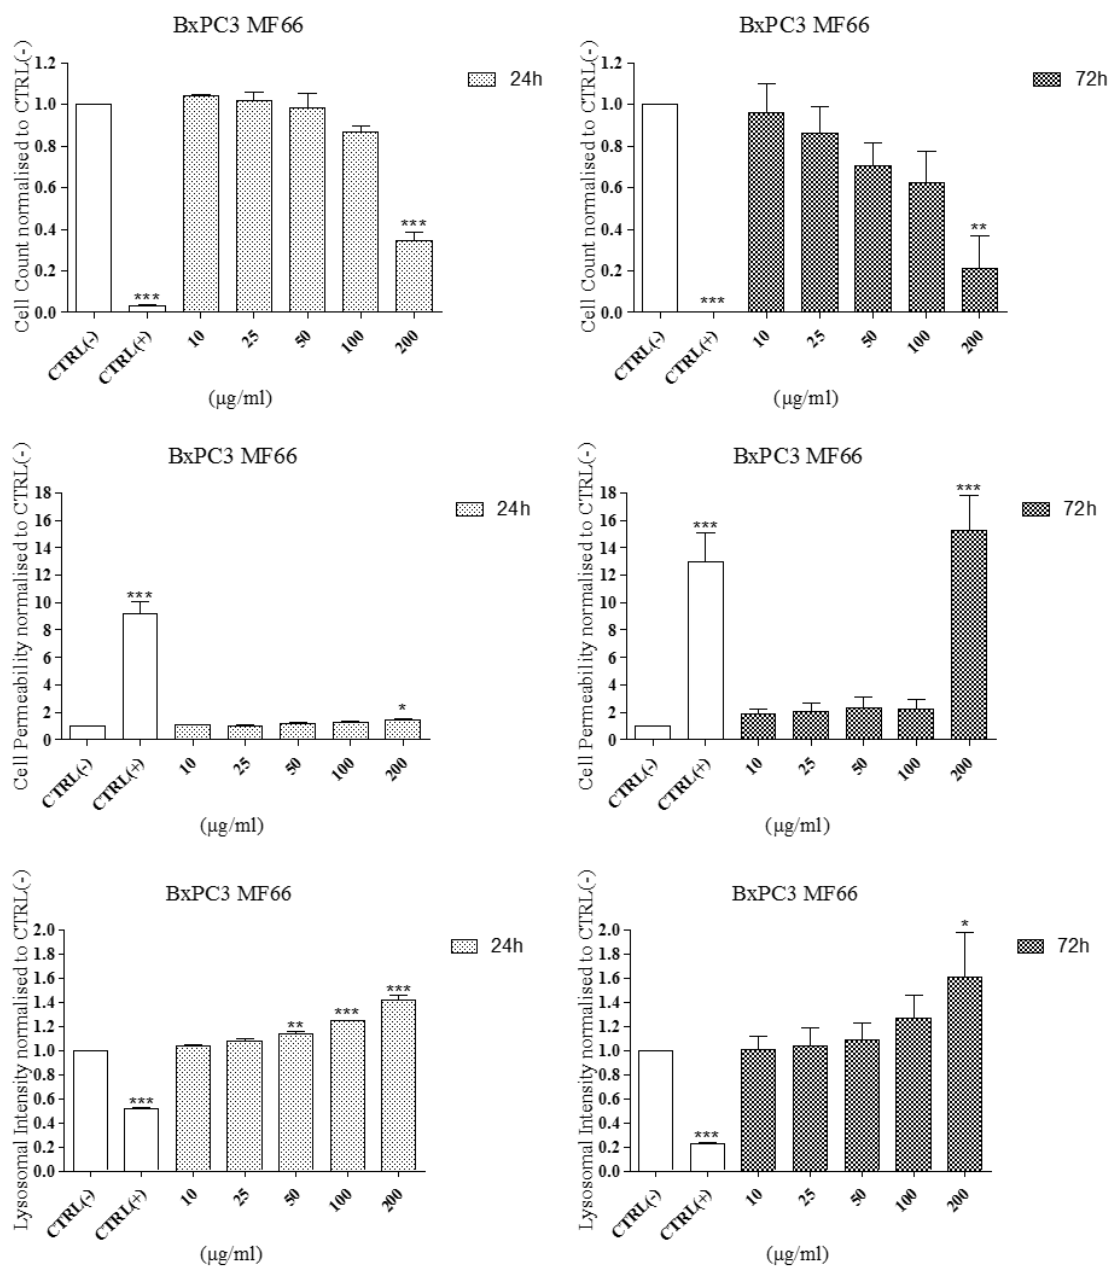 BxPC3 MF66
Cell Count normalised to CTRL(-)
1.2
1.0
0.8
0.6
0.4
0.2
0.0
24h
***
***
CTRL(-) CTRL(+) 10 25 50 100 200
(µg/ml)
BxPC3 MF66
Cell Count normalised to CTRL(-)
1.2
1.0
0.8
0.6
0.4
0.2
0.0
72h
**
***
CTRL(-) CTRL(+) 10 25 50 100 200
(µg/ml)
BxPC3 MF66
Cell Permeability normalised to CTRL(-)
18
16
14
12
10
8
6
4
2
0
24h
***
*
CTRL(-) CTRL(+) 10 25 50 100 200
(µg/ml)
BxPC3 MF66
Cell Permeability normalised to CTRL(-)
18
16
14
12
10
8
6
4
2
0
72h
***
***
CTRL(-) CTRL(+) 10 25 50 100 200
(µg/ml)
BxPC3 MF66
Lysosomal Intensity normalised to CTRL(-)
2.0
1.8
1.6
1.4
1.2
1.0
0.8
0.6
0.4
0.2
0.0
24h
*** ** *** ***
CTRL(-) CTRL(+) 10 25 50 100 200
(µg/ml)
BxPC3 MF66
Lysosomal Intensity normalised to CTRL(-)
2.0
1.8
1.6
1.4
1.2
1.0
0.8
0.6
0.4
0.2
0.0
72h
*** *
CTRL(-) CTRL(+) 10 25 50 100 200
(µg/ml)